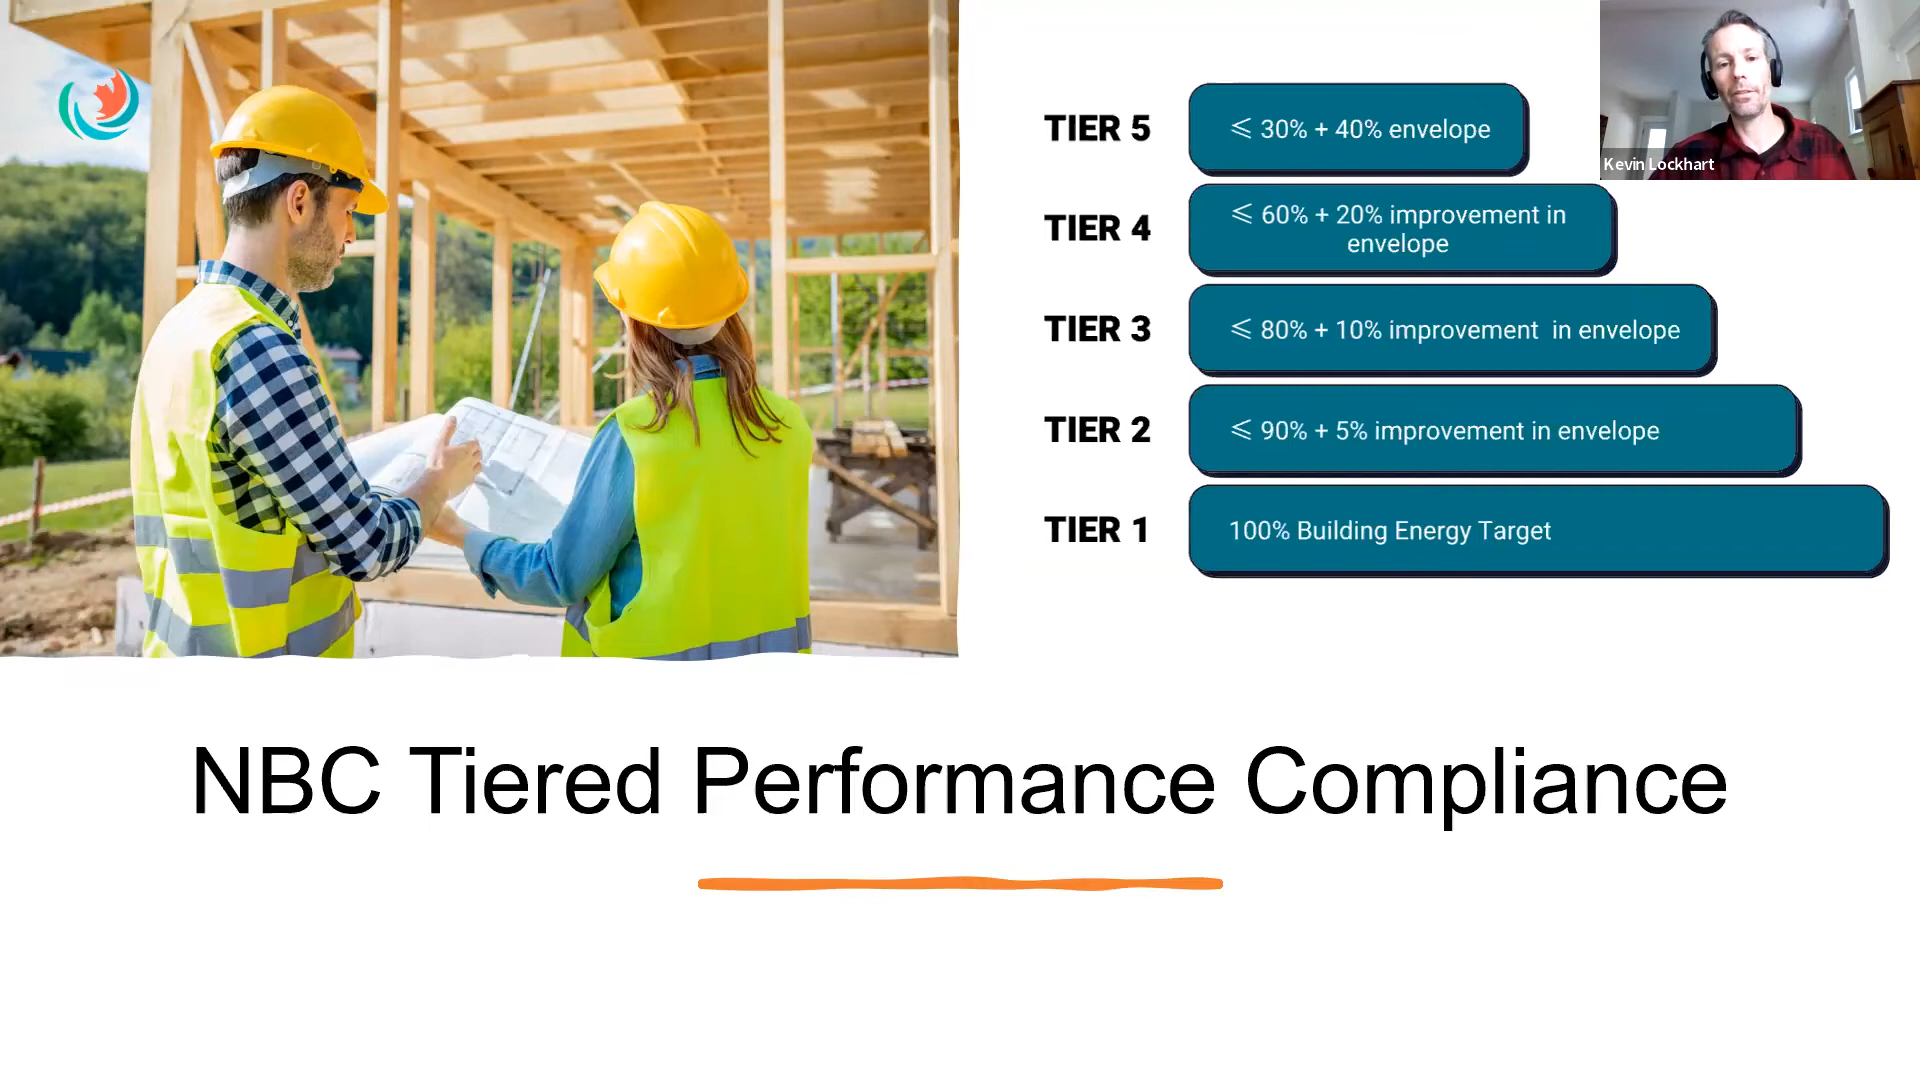 TIER 5
⩽ 30% + 40% envelope
Kevin Lockhart
TIER 4
⩽ 60% + 20% improvement in
envelope
TIER 3
⩽ 80% + 10% improvement  in envelope
TIER 2
⩽ 90% + 5% improvement in envelope
TIER 1
100% Building Energy Target
NBC Tiered Performance Compliance